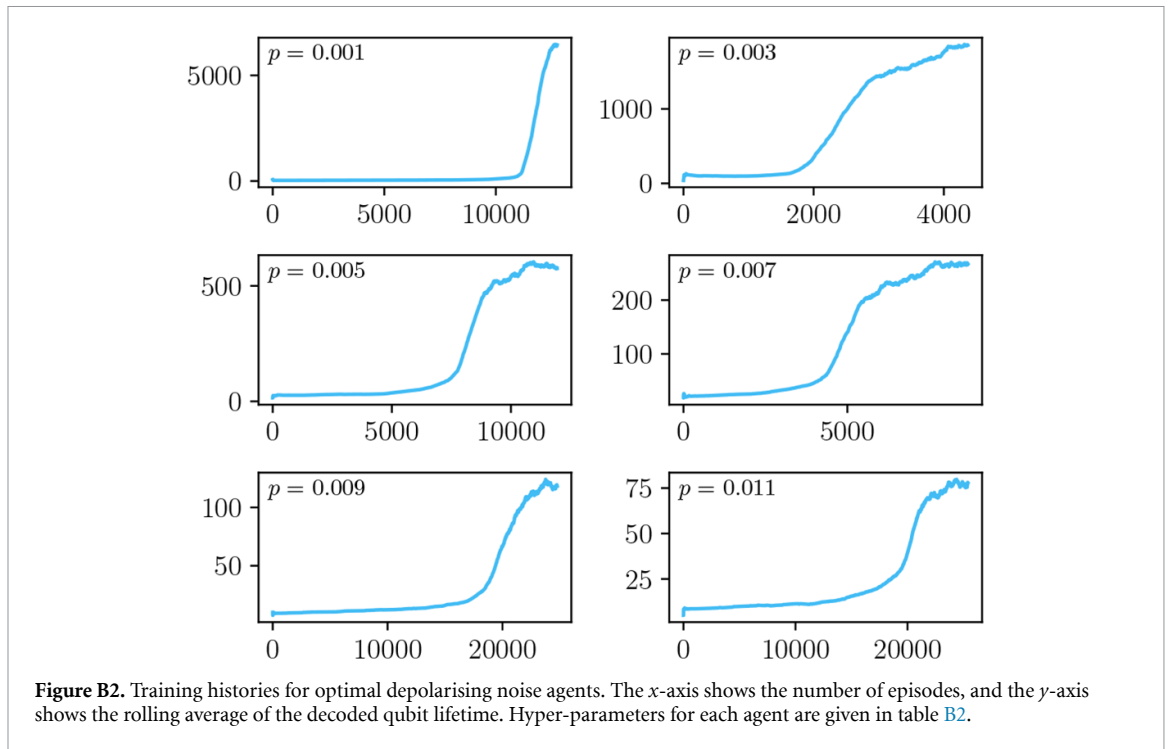 p = 0.001
5000
0
0 5000 10000
p = 0.003
1000
0
0 2000 4000
p = 0.005
500
0
0 5000 10000
p = 0.007
200
100
0 5000
p = 0.009
100
50
0 10000 20000
p = 0.011
75
50
25
0 10000 20000
Figure B2. Training histories for optimal depolarising noise agents. The x-axis shows the number of episodes, and the y-axis
shows the rolling average of the decoded qubit lifetime. Hyper-parameters for each agent are given in table B2.